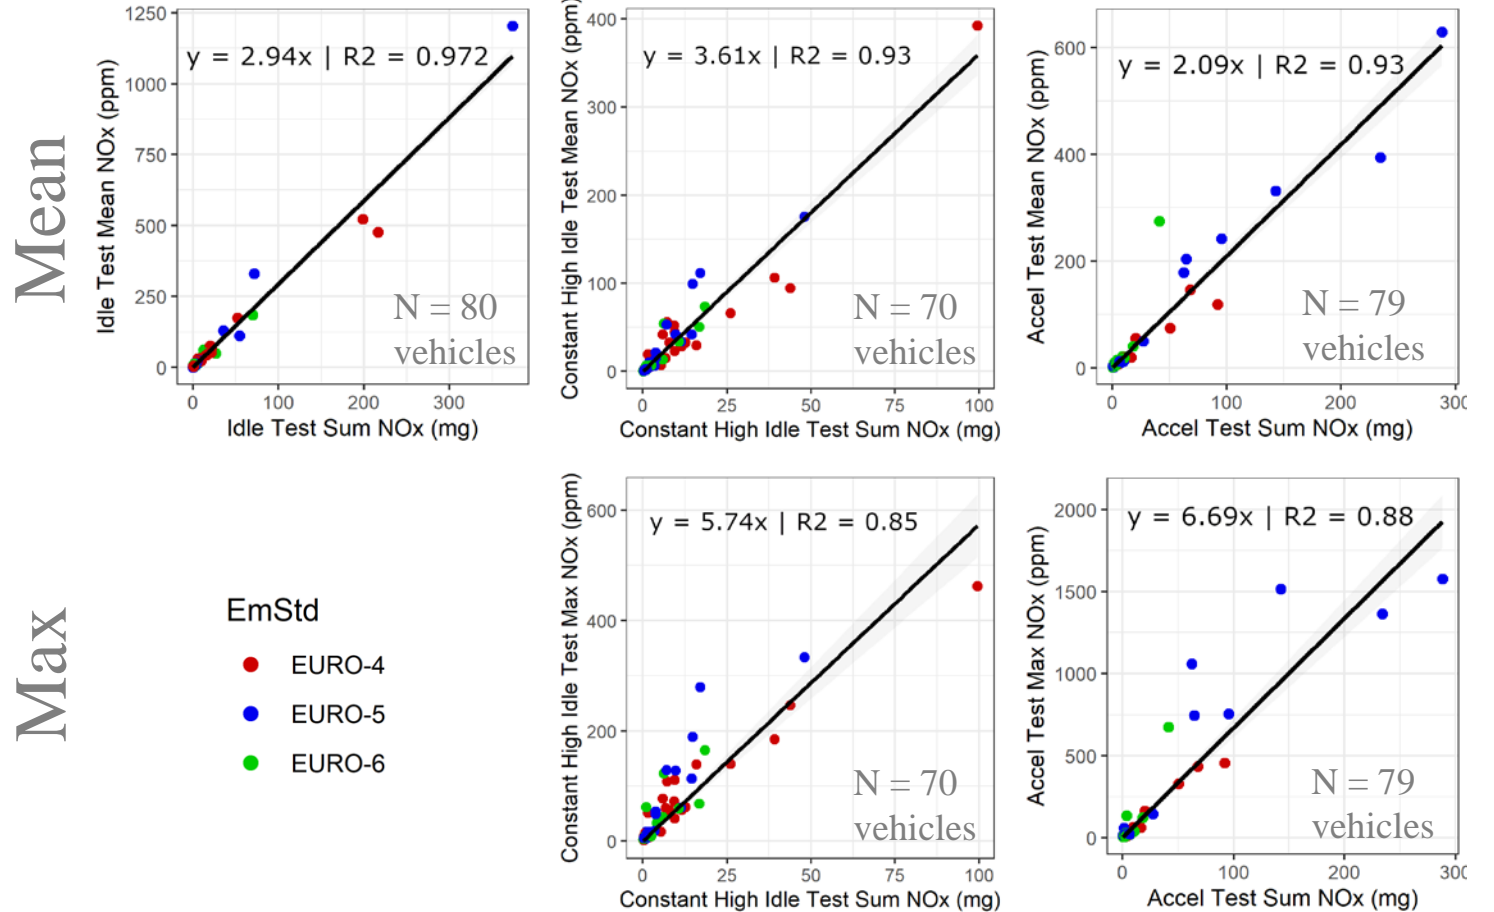 Mean
1250
1000
750
500
250
0
Idle Test Mean NOx (ppm)
y = 2.94x | R2 = 0.972
N = 80
vehicles
0
100
200
300
Idle Test Sum NOx (mg)
400
300
200
100
0
Constant High Idle Test Mean NOx (ppm)
y = 3.61x | R2 = 0.93
N = 70
vehicles
0
25
50
75
100
Constant High Idle Test Sum NOx (mg)
600
400
200
0
Accel Test Mean NOx (ppm)
y = 2.09x | R2 = 0.93
N = 79
vehicles
0
100
200
300
Accel Test Sum NOx (mg)
Max
EmStd
EURO-4
EURO-5
EURO-6
600
400
200
0
Constant High Idle Test Max NOx (ppm)
y = 5.74x | R2 = 0.85
N = 70
vehicles
0
25
50
75
100
Constant High Idle Test Sum NOx (mg)
2000
1500
1000
500
0
Accel Test Max NOx (ppm)
y = 6.69x | R2 = 0.88
N = 79
vehicles
0
100
200
300
Accel Test Sum NOx (mg)